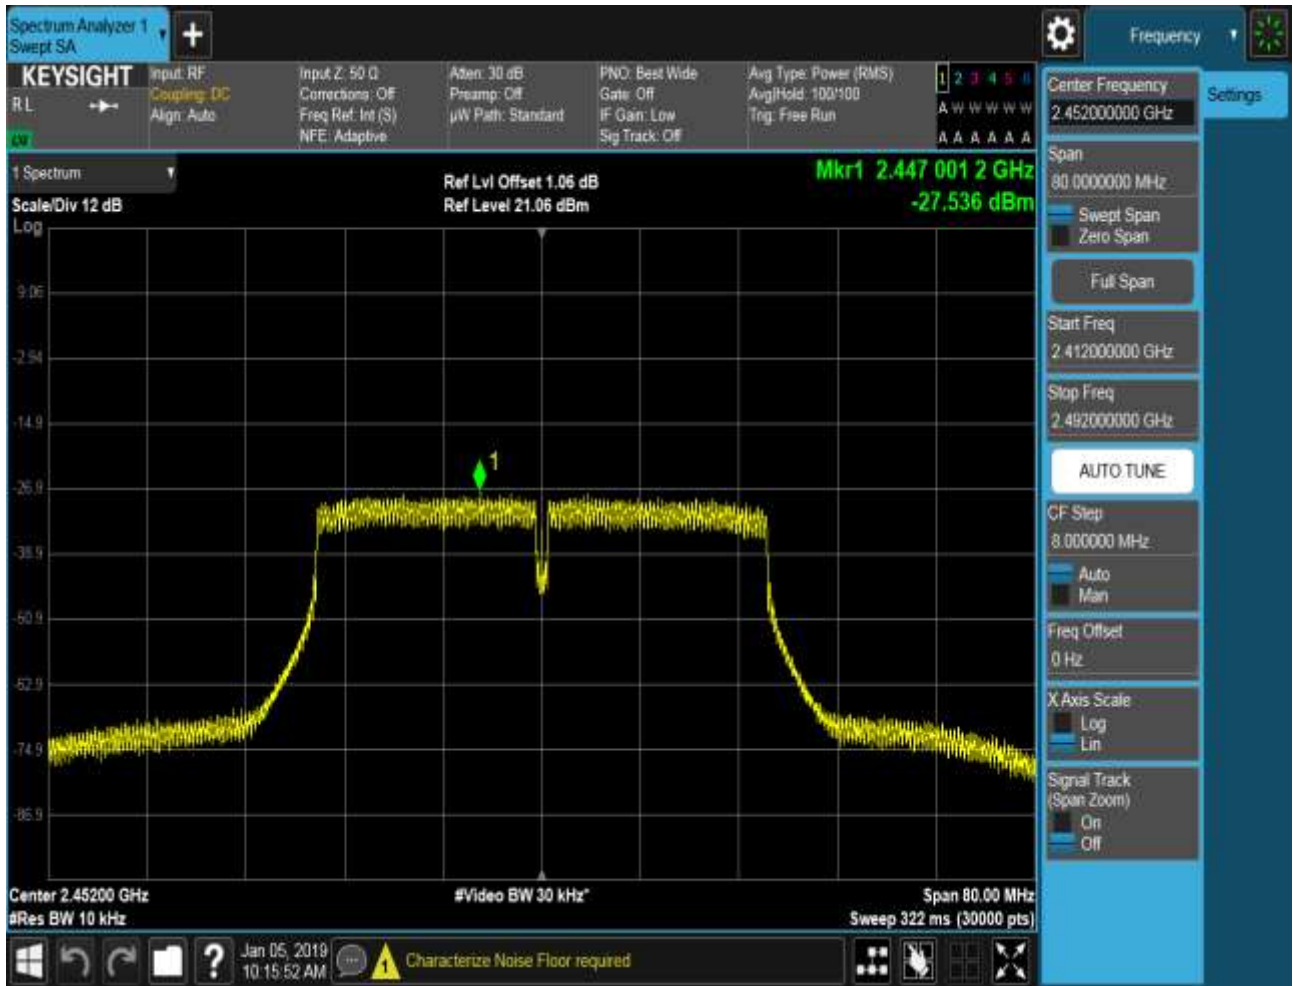 Spectrum Analyzer 1
Swept SA
+
Frequency
KEYSIGHT
RL
LXI
Input: RF
Coupling: DC
Align: Auto
Input Z: 50 Ω
Corrections: Off
Freq Ref: Int (S)
NFE: Adaptive
Atten: 30 dB
Preamp: Off
µW Path: Standard
PNO: Best Wide
Gate: Off
IF Gain: Low
Sig Track: Off
Avg Type: Power (RMS)
Avg|Hold: 100/100
Trig: Free Run
1 2 3 4 5 6
A W W W W W
A A A A A A
1 Spectrum
Scale/Div 12 dB
Log
Ref Lvl Offset 1.06 dB
Ref Level 21.06 dBm
Mkr1 2.447 001 2 GHz
-27.536 dBm
9.06
-2.94
-14.9
-26.9
-38.9
-50.9
-62.9
-74.9
-86.9
1
Center 2.45200 GHz
#Res BW 10 kHz
#Video BW 30 kHz*
Span 80.00 MHz
Sweep 322 ms (30000 pts)
Center Frequency
2.452000000 GHz
Settings
Span
80.0000000 MHz
Swept Span
Zero Span
Full Span
Start Freq
2.412000000 GHz
Stop Freq
2.492000000 GHz
AUTO TUNE
CF Step
8.000000 MHz
Auto
Man
Freq Offset
0 Hz
X Axis Scale
Log
Lin
Signal Track
(Span Zoom)
On
Off
?
Jan 05, 2019
10:15:52 AM
1
Characterize Noise Floor required